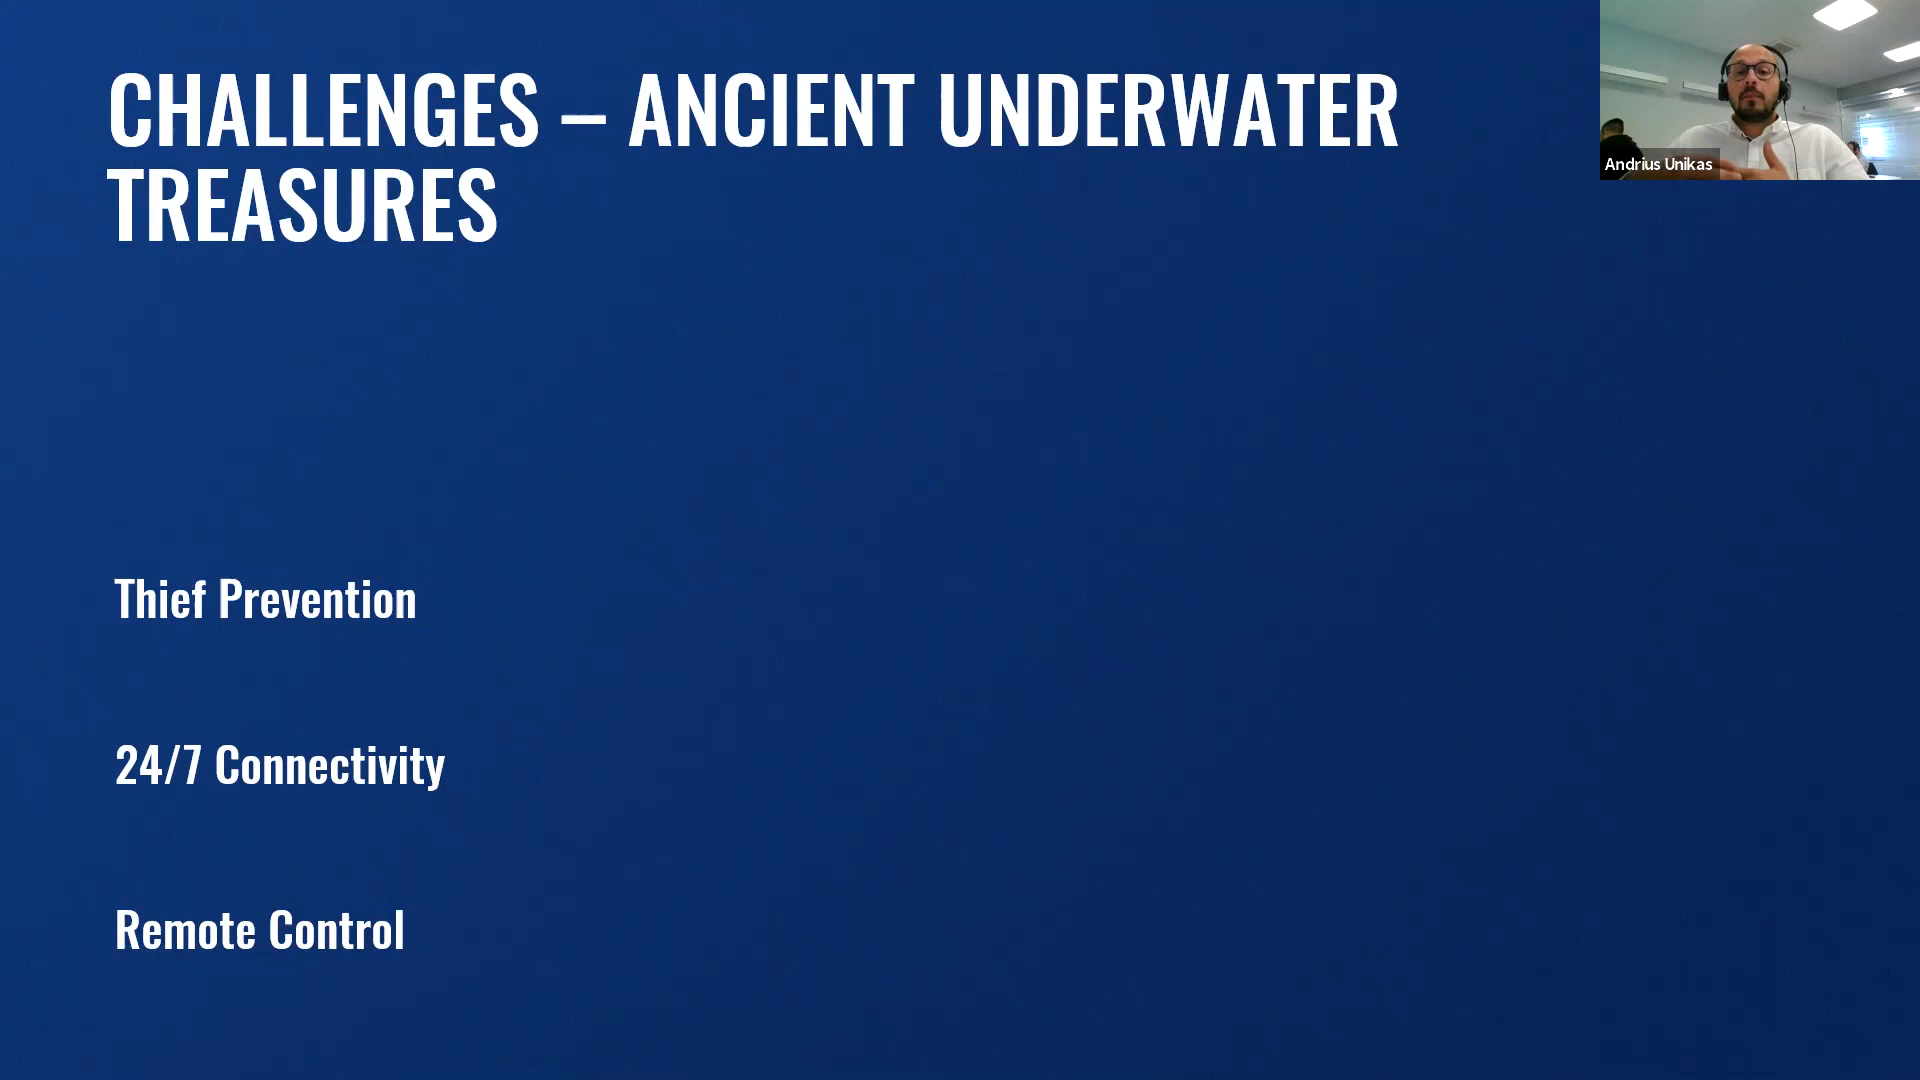 CHALLENGES – ANCIENT UNDERWATER
TREASURES
Andrius Unikas
Thief Prevention
24/7 Connectivity
Remote Control